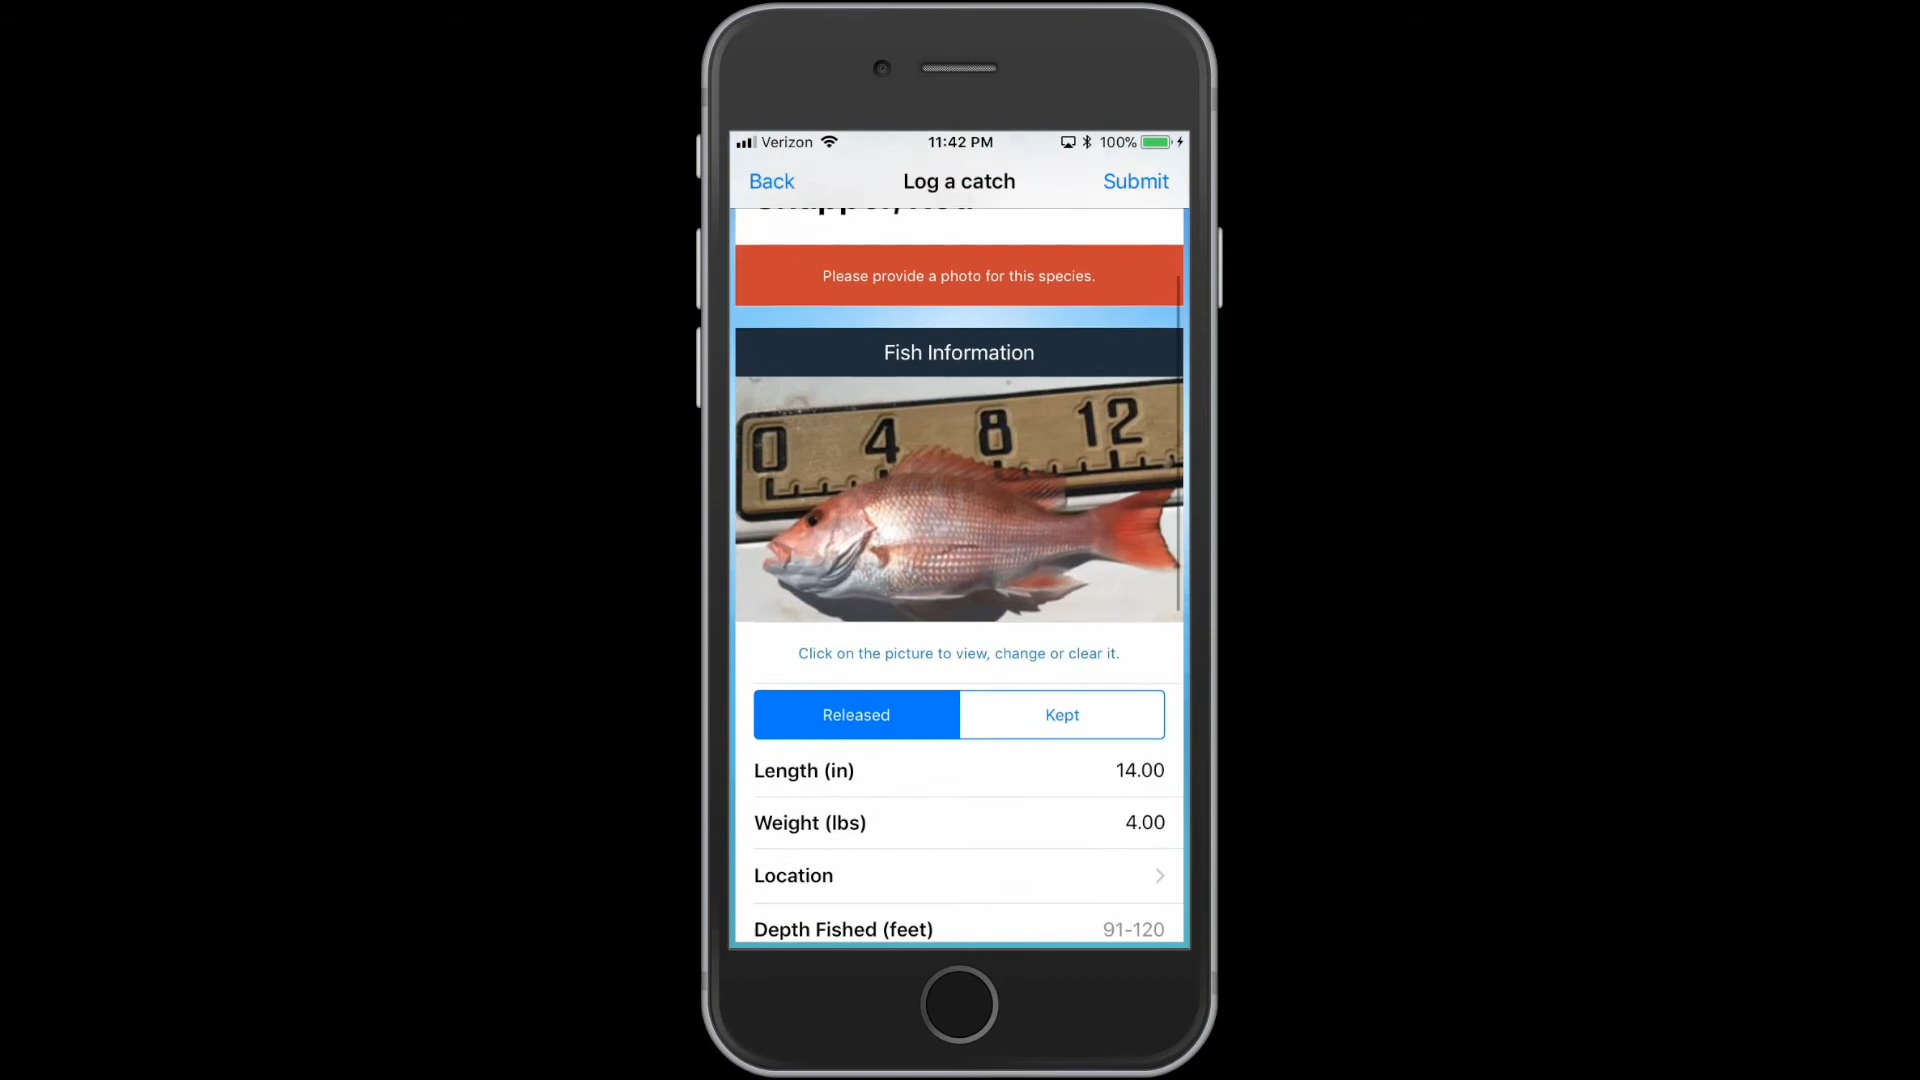 Verizon 11:42 PM 100%
Back Log a catch Submit
Snapper, Red
Please provide a photo for this species.
Fish Information
0 4 8 12
Click on the picture to view, change or clear it.
Released Kept
Length (in) 14.00
Weight (lbs) 4.00
Location
Depth Fished (feet) 91-120